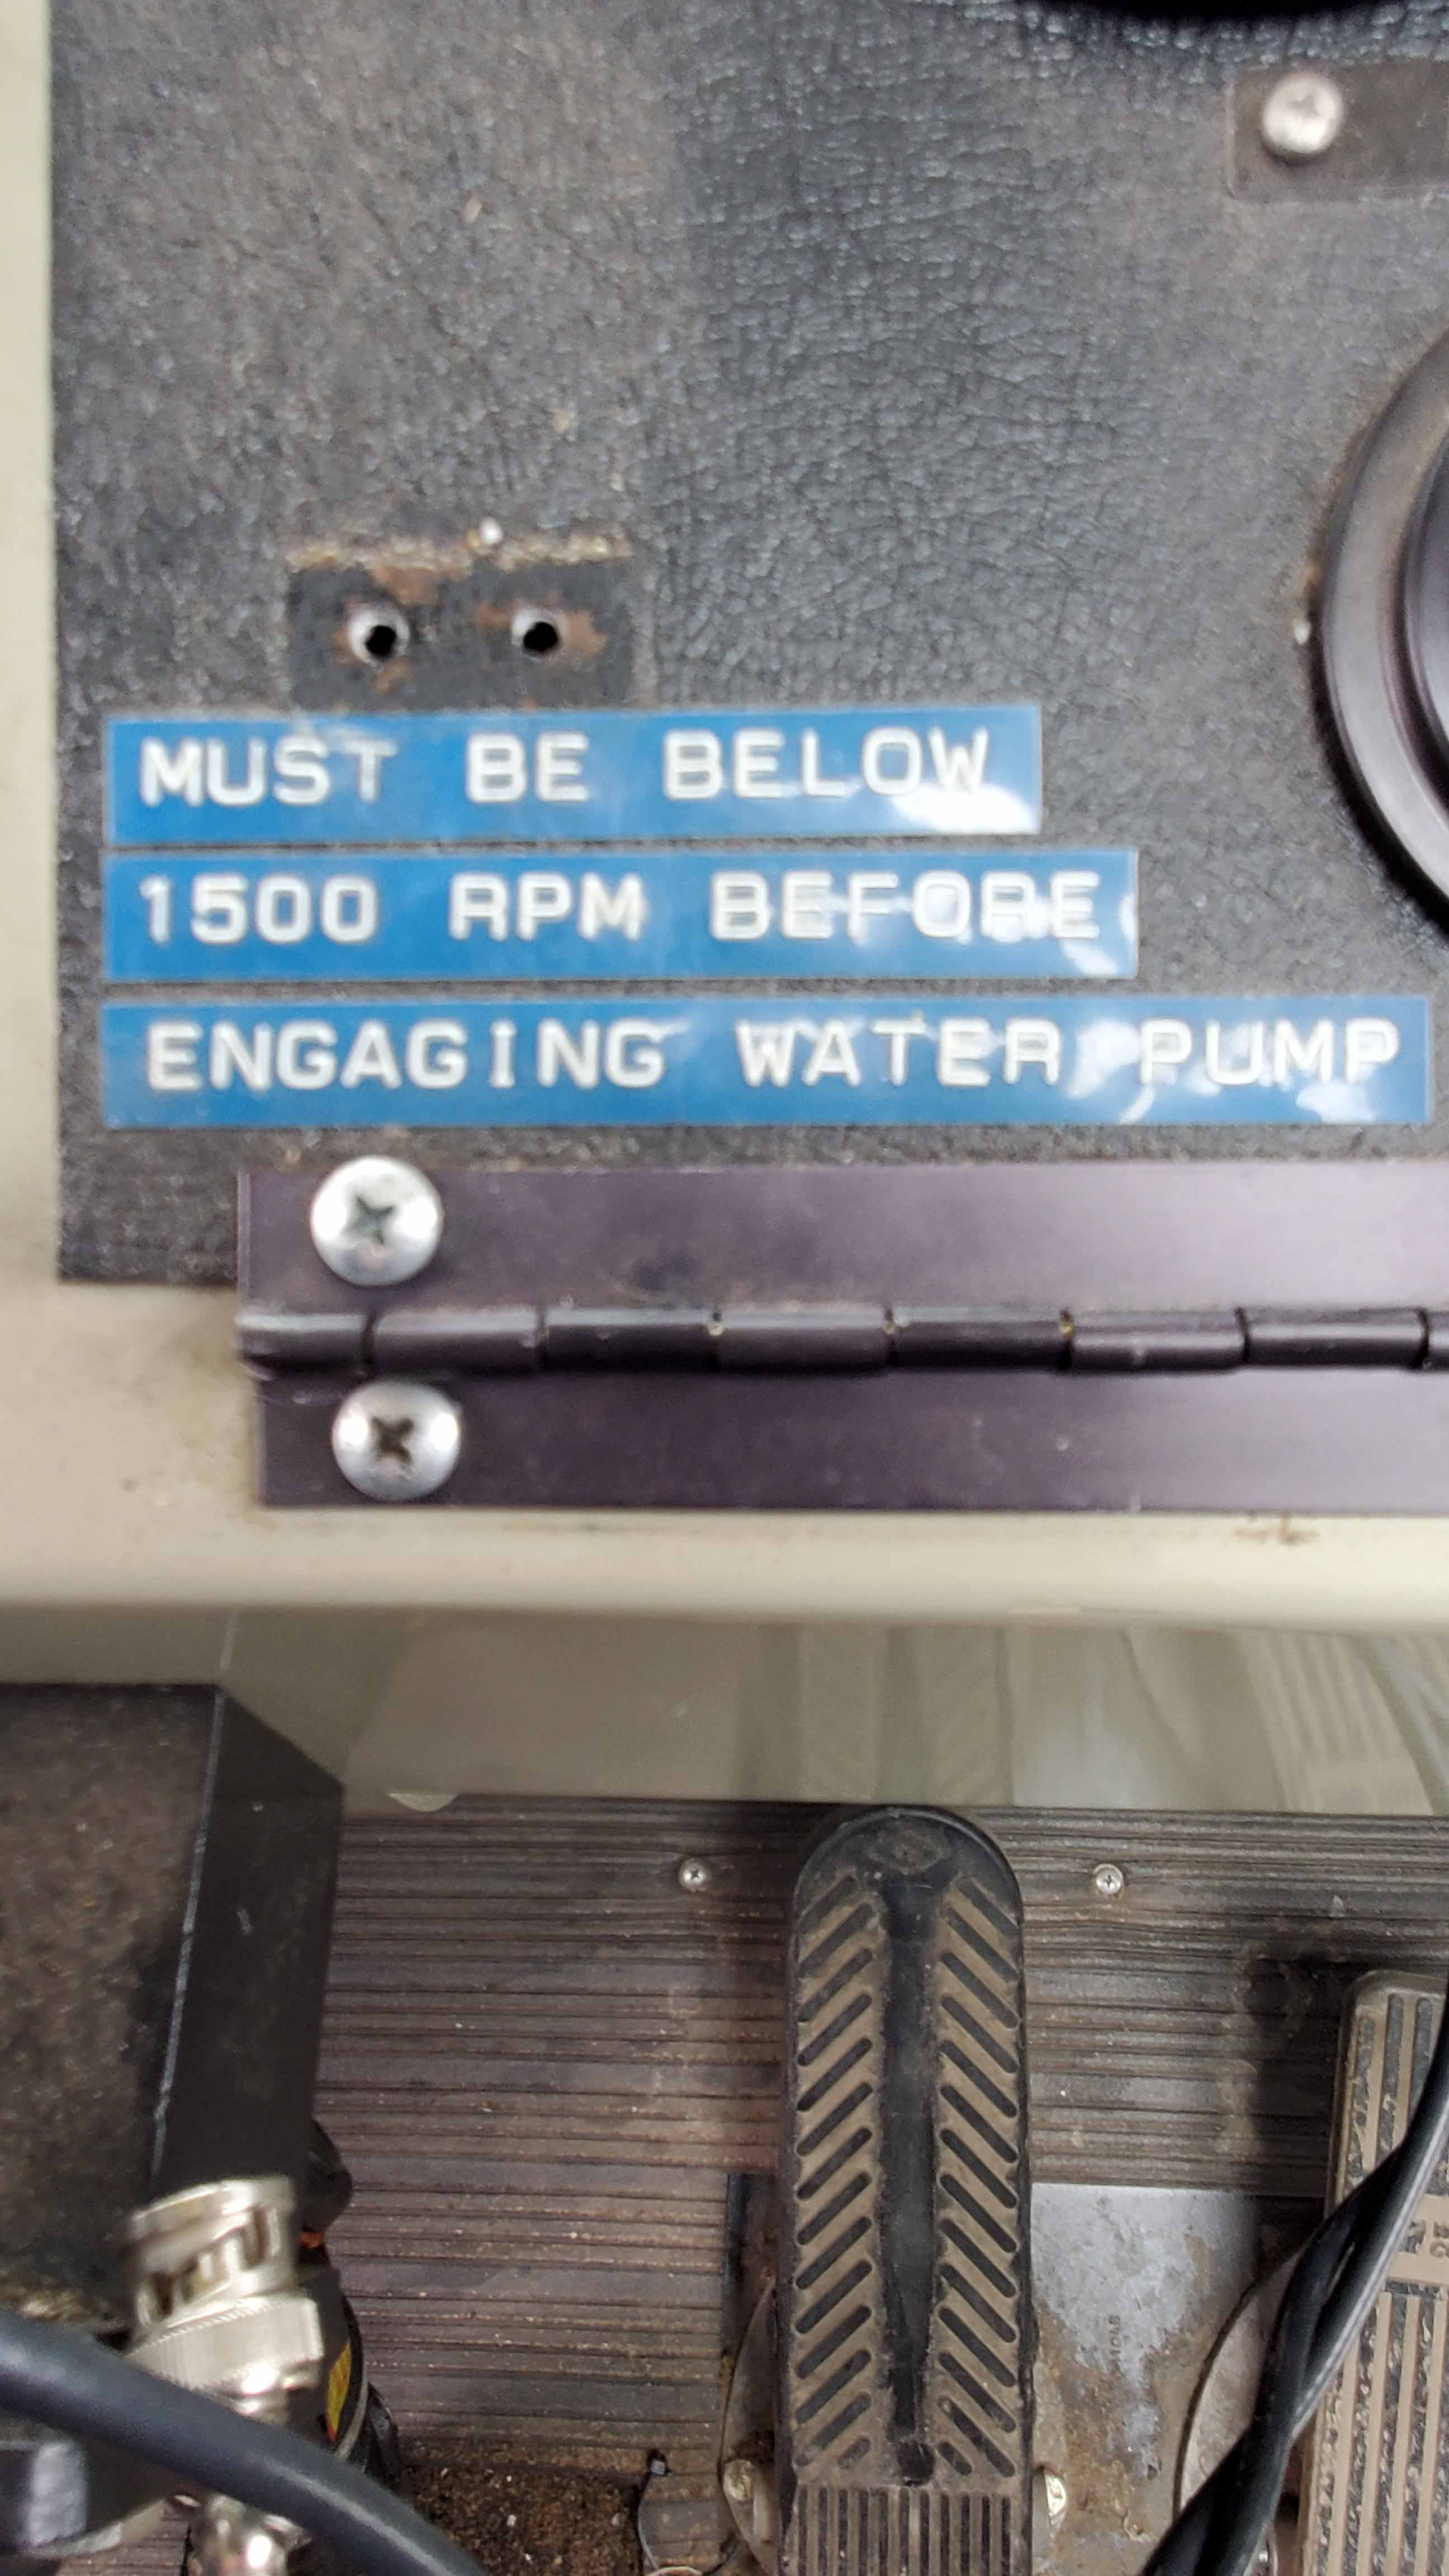 MUST BE BELOW
1500 RPM BEFORE
ENGAGING WATER PUMP